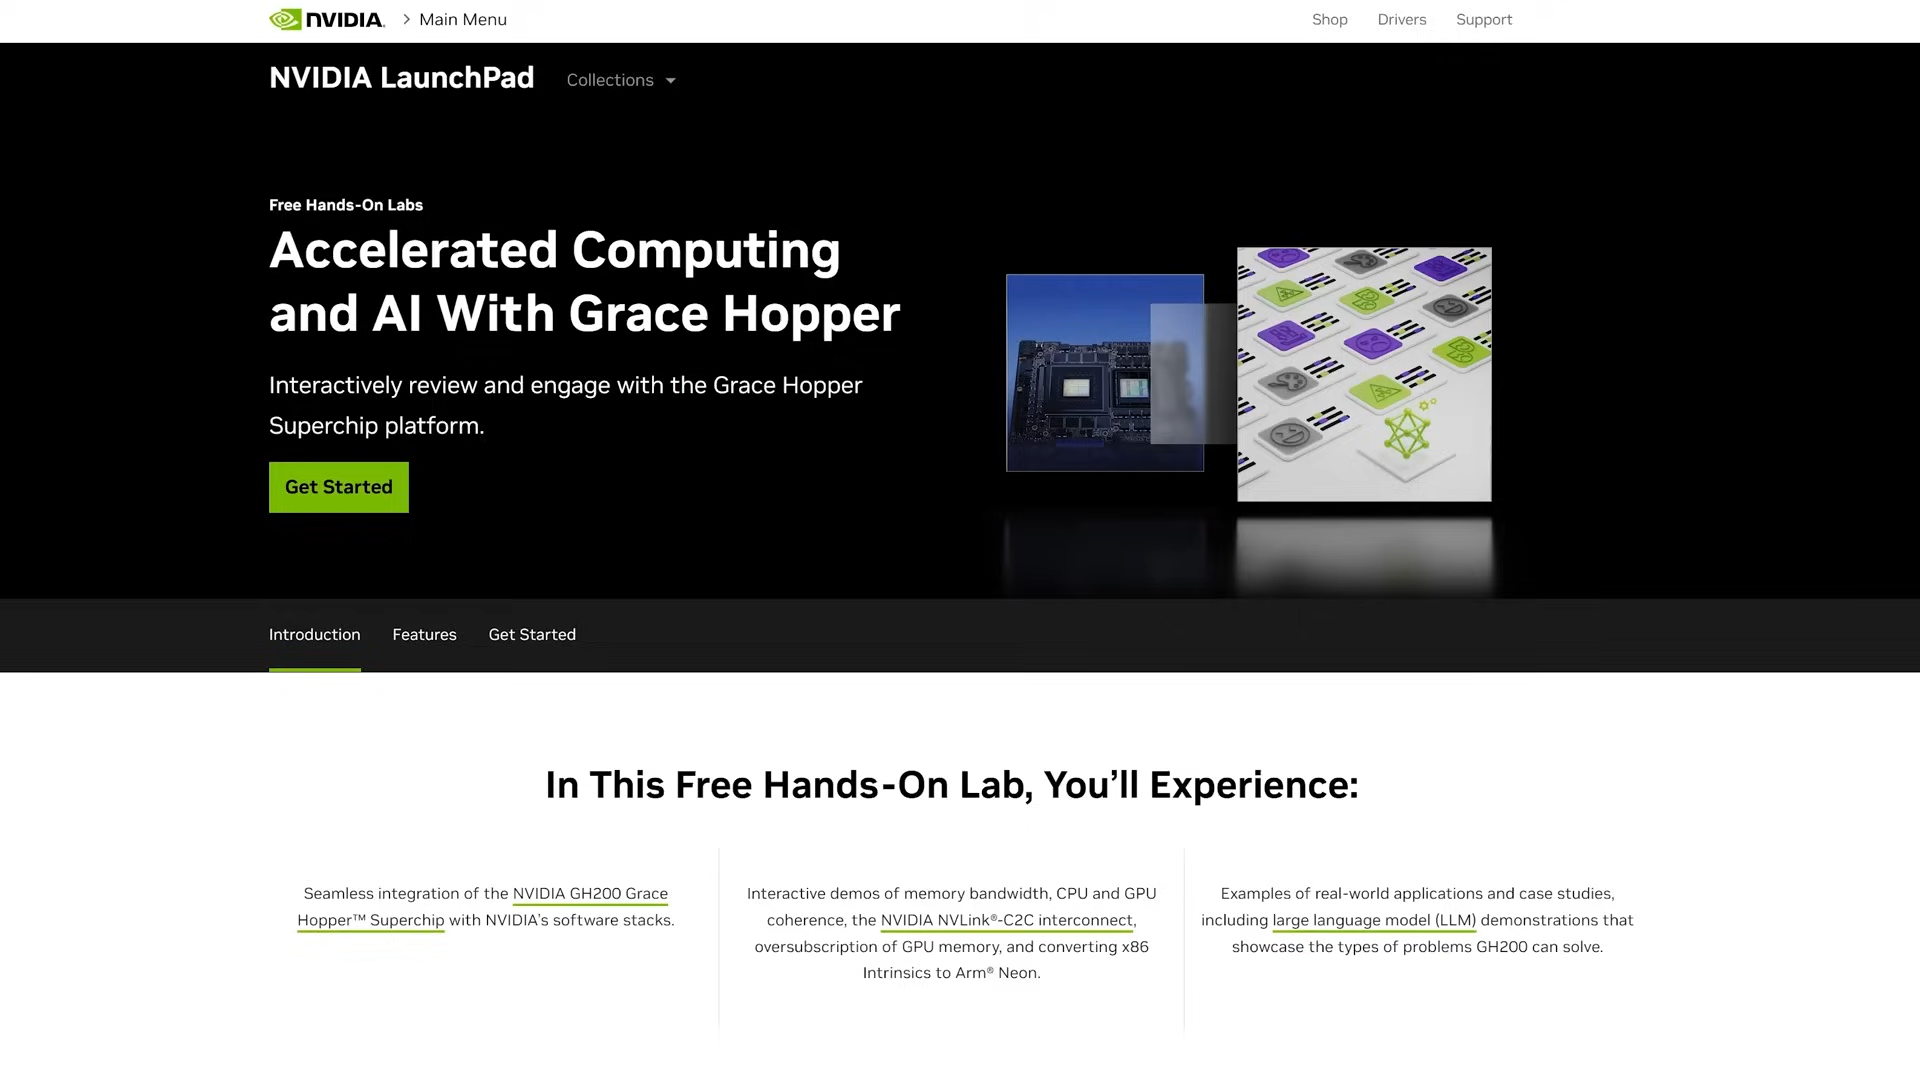 NVIDIA. > Main Menu
Shop Drivers Support
NVIDIA LaunchPad Collections
Free Hands-On Labs
Accelerated Computing
and AI With Grace Hopper
Interactively review and engage with the Grace Hopper
Superchip platform.
Get Started
Introduction Features Get Started
In This Free Hands-On Lab, You’ll Experience:
Seamless integration of the NVIDIA GH200 Grace
Hopper™ Superchip with NVIDIA’s software stacks.
Interactive demos of memory bandwidth, CPU and GPU
coherence, the NVIDIA NVLink®-C2C interconnect,
oversubscription of GPU memory, and converting x86
Intrinsics to Arm® Neon.
Examples of real-world applications and case studies,
including large language model (LLM) demonstrations that
showcase the types of problems GH200 can solve.